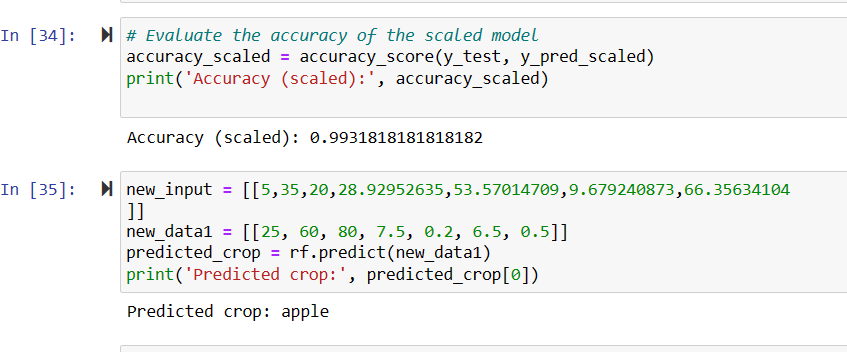 In [34]:
# Evaluate the accuracy of the scaled model
accuracy_scaled = accuracy_score(y_test, y_pred_scaled)
print('Accuracy (scaled):', accuracy_scaled)
Accuracy (scaled): 0.9931818181818182
In [35]:
new_input = [[5,35,20,28.92952635,53.57014709,9.679240873,66.35634104
]]
new_data1 = [[25, 60, 80, 7.5, 0.2, 6.5, 0.5]]
predicted_crop = rf.predict(new_data1)
print('Predicted crop:', predicted_crop[0])
Predicted crop: apple